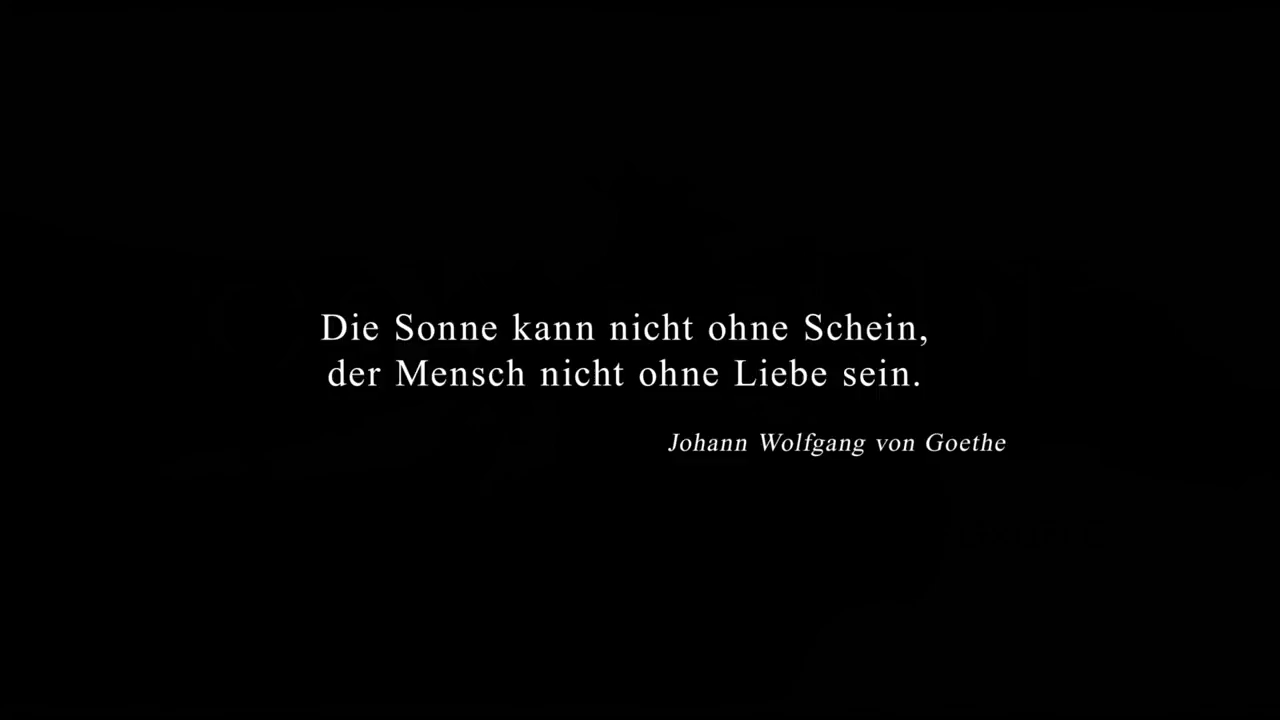 Die Sonne kann nicht ohne Schein,
der Mensch nicht ohne Liebe sein.
Johann Wolfgang von Goethe